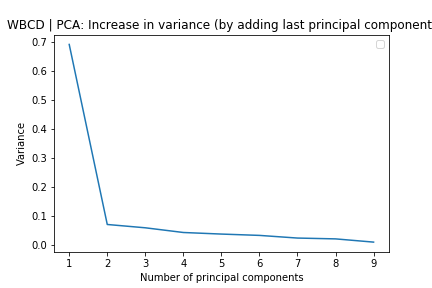 WBCD | PCA: Increase in variance (by adding last principal component
0.7
0.6
0.5
0.4
0.3
0.2
0.1
0.0
Variance
1 2 3 4 5 6 7 8 9
Number of principal components